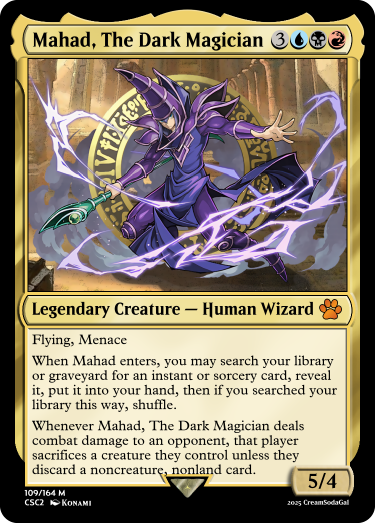 Mahad, The Dark Magician 3
Legendary Creature — Human Wizard
Flying, Menace
When Mahad enters, you may search your library
or graveyard for an instant or sorcery card, reveal
it, put it into your hand, then if you searched your
library this way, shuffle.
Whenever Mahad, The Dark Magician deals
combat damage to an opponent, that player
sacrifices a creature they control unless they
discard a noncreature, nonland card.
5/4
109/164 M
CSC2 Konami
2025 CreamSodaGal